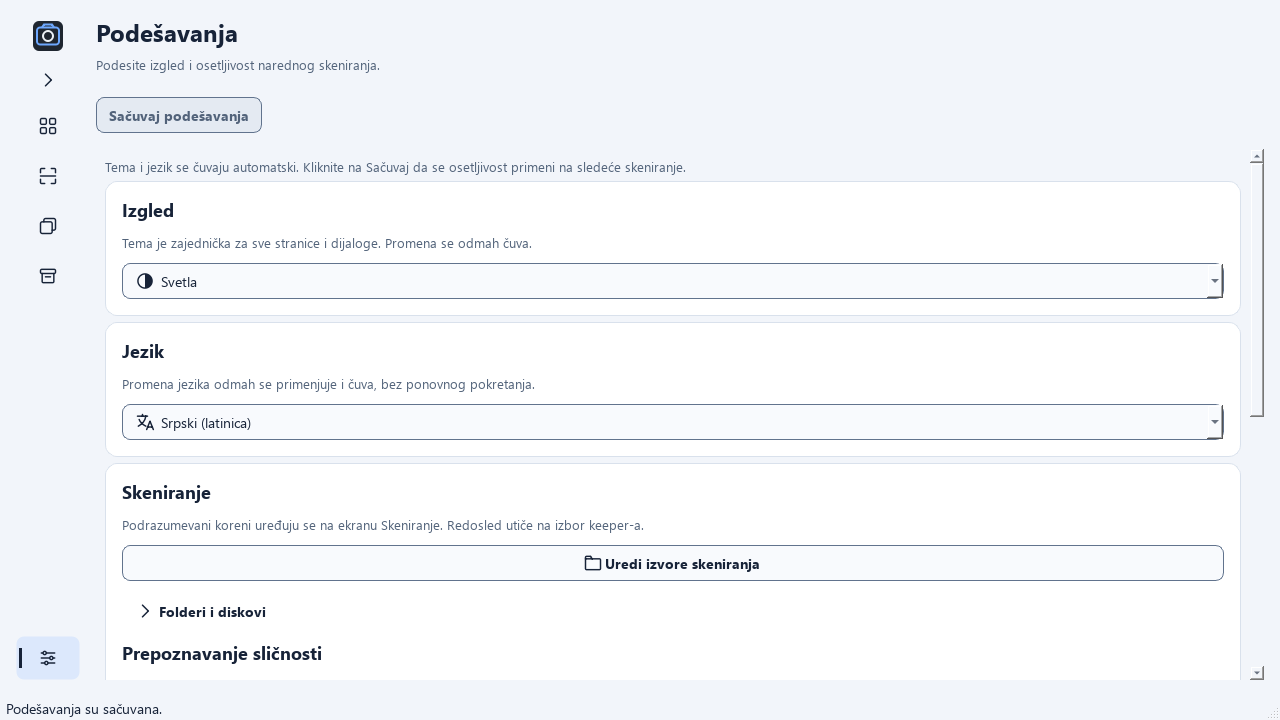 Podešavanja
Podesite izgled i osetljivost narednog skeniranja.
Sačuvaj podešavanja
Tema i jezik se čuvaju automatski. Kliknite na Sačuvaj da se osetljivost primeni na sledeće skeniranje.
Izgled
Tema je zajednička za sve stranice i dijaloge. Promena se odmah čuva.
Svetla
Jezik
Promena jezika odmah se primenjuje i čuva, bez ponovnog pokretanja.
Srpski (latinica)
Skeniranje
Podrazumevani koreni uređuju se na ekranu Skeniranje. Redosled utiče na izbor keeper-a.
Uredi izvore skeniranja
Folderi i diskovi
Prepoznavanje sličnosti
Podešavanja su sačuvana.